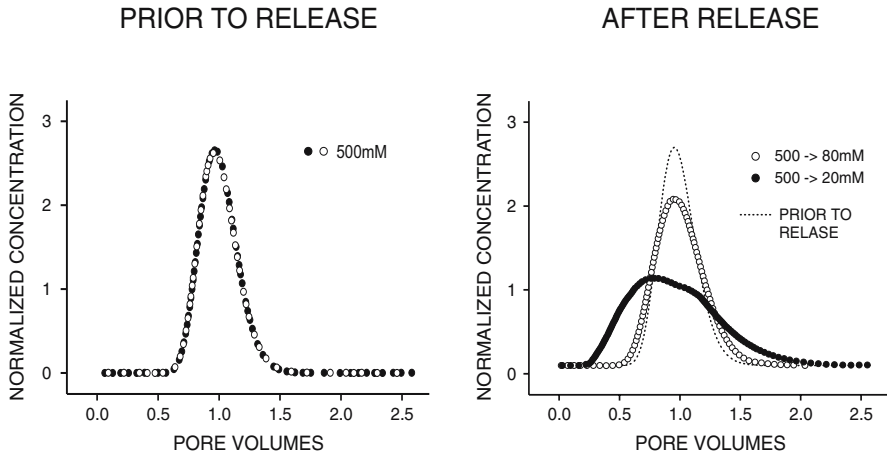 PRIOR TO RELEASE
NORMALIZED CONCENTRATION
3
2
1
0
500mM
0.0 0.5 1.0 1.5 2.0 2.5
PORE VOLUMES
AFTER RELEASE
NORMALIZED CONCENTRATION
3
2
1
0
500 -> 80mM
500 -> 20mM
PRIOR TO
RELASE
0.0 0.5 1.0 1.5 2.0 2.5
PORE VOLUMES